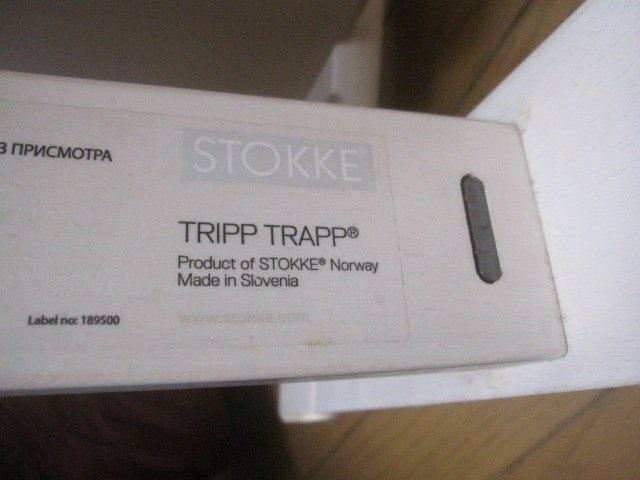 З ПРИСМОТРА
STOKKE
TRIPP TRAPP®
Product of STOKKE® Norway
Made in Slovenia
Label no: 189500
www.stokke.com